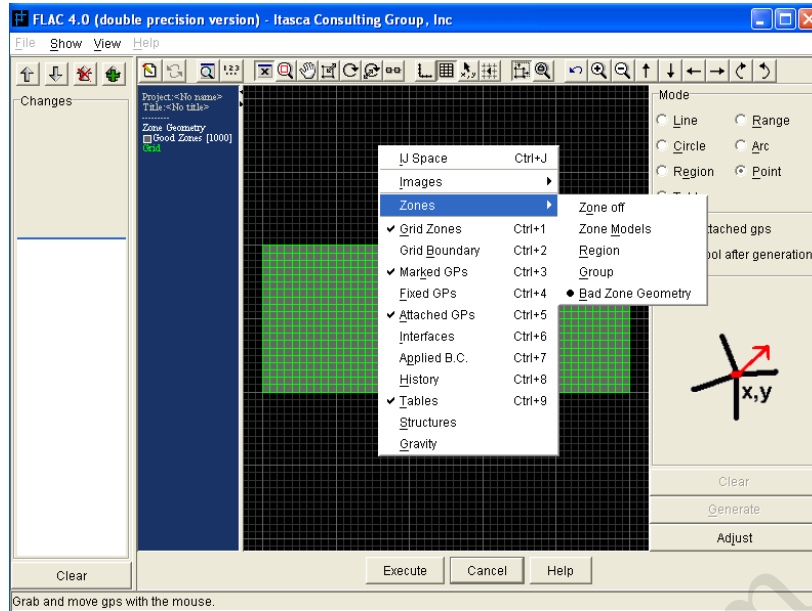 FLAC 4.0 (double precision version) - Itasca Consulting Group, Inc
File Show View Help
Changes
Project:<No name>
Title:<No title>
---------
Zone Geometry
Good Zones [1000]
Grid
IJ Space Ctrl+J
Images
Zones
Grid Zones Ctrl+1
Grid Boundary Ctrl+2
Marked GPs Ctrl+3
Fixed GPs Ctrl+4
Attached GPs Ctrl+5
Interfaces Ctrl+6
Applied B.C. Ctrl+7
History Ctrl+8
Tables Ctrl+9
Structures
Gravity
Zone off
Zone Models
Region
Group
Bad Zone Geometry
Mode
Line Range
Circle Arc
Region Point
tached gps
ol after generation
x,y
Clear
Generate
Adjust
Clear
Execute Cancel Help
Grab and move gps with the mouse.